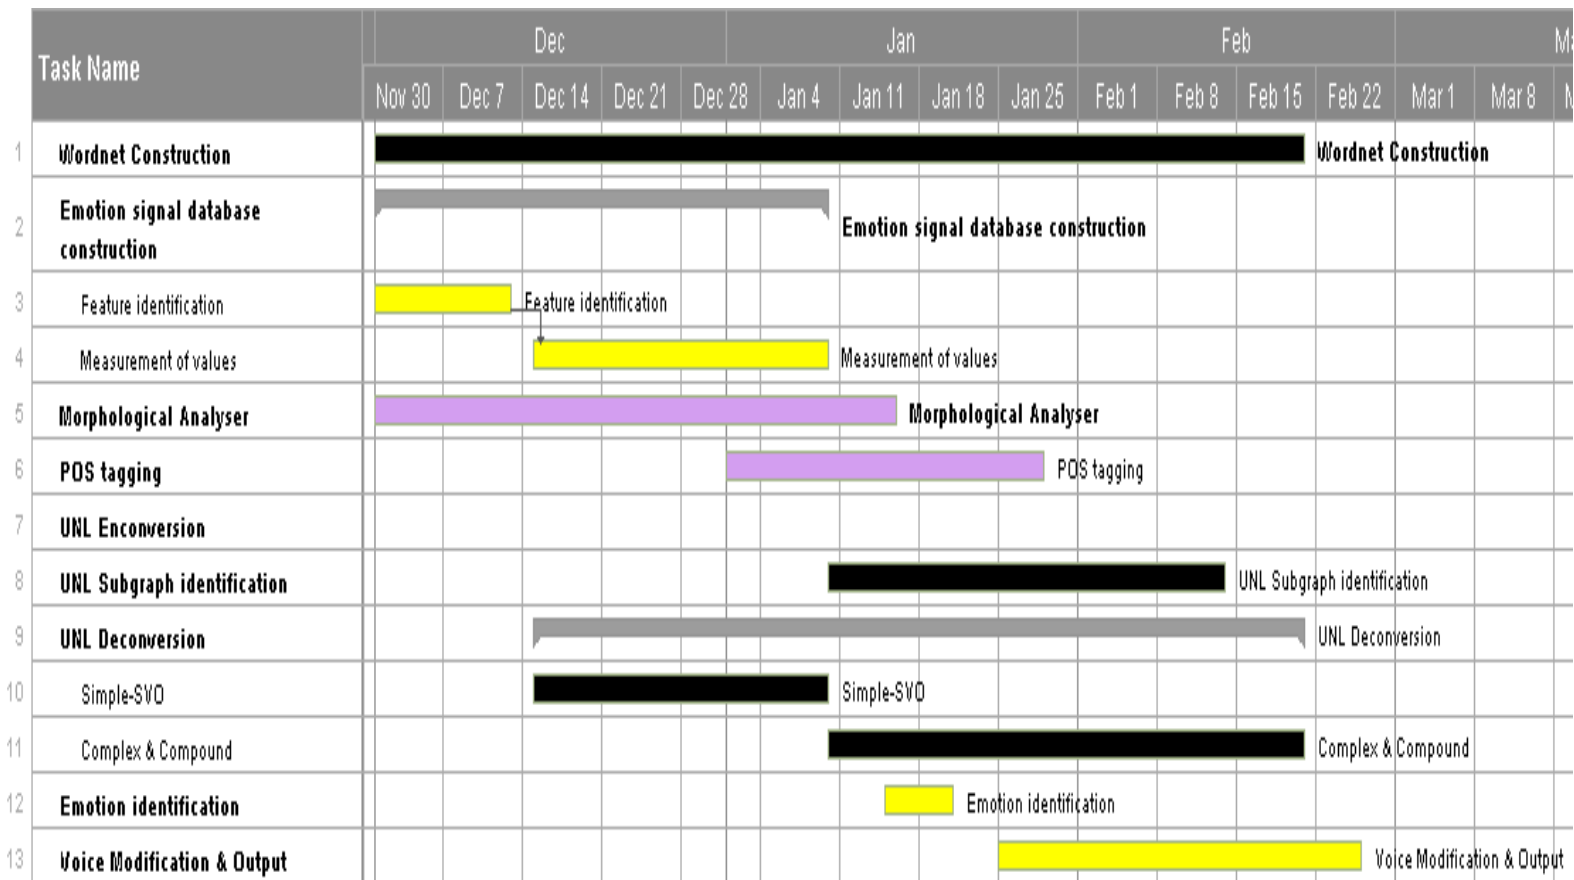 Task Name
Dec Jan Feb
Nov 30 Dec 7 Dec 14 Dec 21 Dec 28 Jan 4 Jan 11 Jan 18 Jan 25 Feb 1 Feb 8 Feb 15 Feb 22 Mar 1 Mar 8
1 Wordnet Construction Wordnet Construction
2 Emotion signal database
construction
Emotion signal database construction
3 Feature identification Feature identification
4 Measurement of values Measurement of values
5 Morphological Analyser Morphological Analyser
6 POS tagging POS tagging
7 UNL Enconversion
8 UNL Subgraph identification UNL Subgraph identification
9 UNL Deconversion UNL Deconversion
10 Simple-SVO Simple-SVO
11 Complex & Compound Complex & Compound
12 Emotion identification Emotion identification
13 Voice Modification & Output Voice Modification & Output